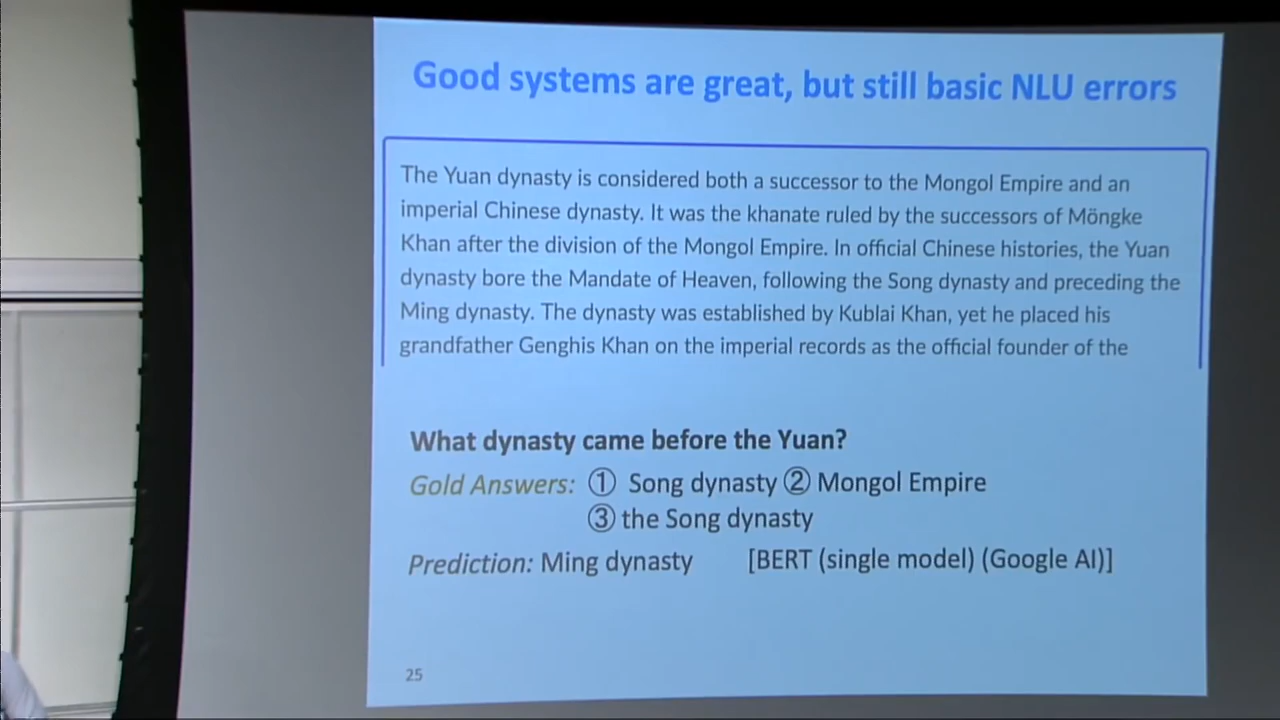 Good systems are great, but still basic NLU errors
The Yuan dynasty is considered both a successor to the Mongol Empire and an
imperial Chinese dynasty. It was the khanate ruled by the successors of Möngke
Khan after the division of the Mongol Empire. In official Chinese histories, the Yuan
dynasty bore the Mandate of Heaven, following the Song dynasty and preceding the
Ming dynasty. The dynasty was established by Kublai Khan, yet he placed his
grandfather Genghis Khan on the imperial records as the official founder of the
What dynasty came before the Yuan?
Gold Answers: ① Song dynasty ② Mongol Empire
③ the Song dynasty
Prediction: Ming dynasty [BERT (single model) (Google AI)]
25